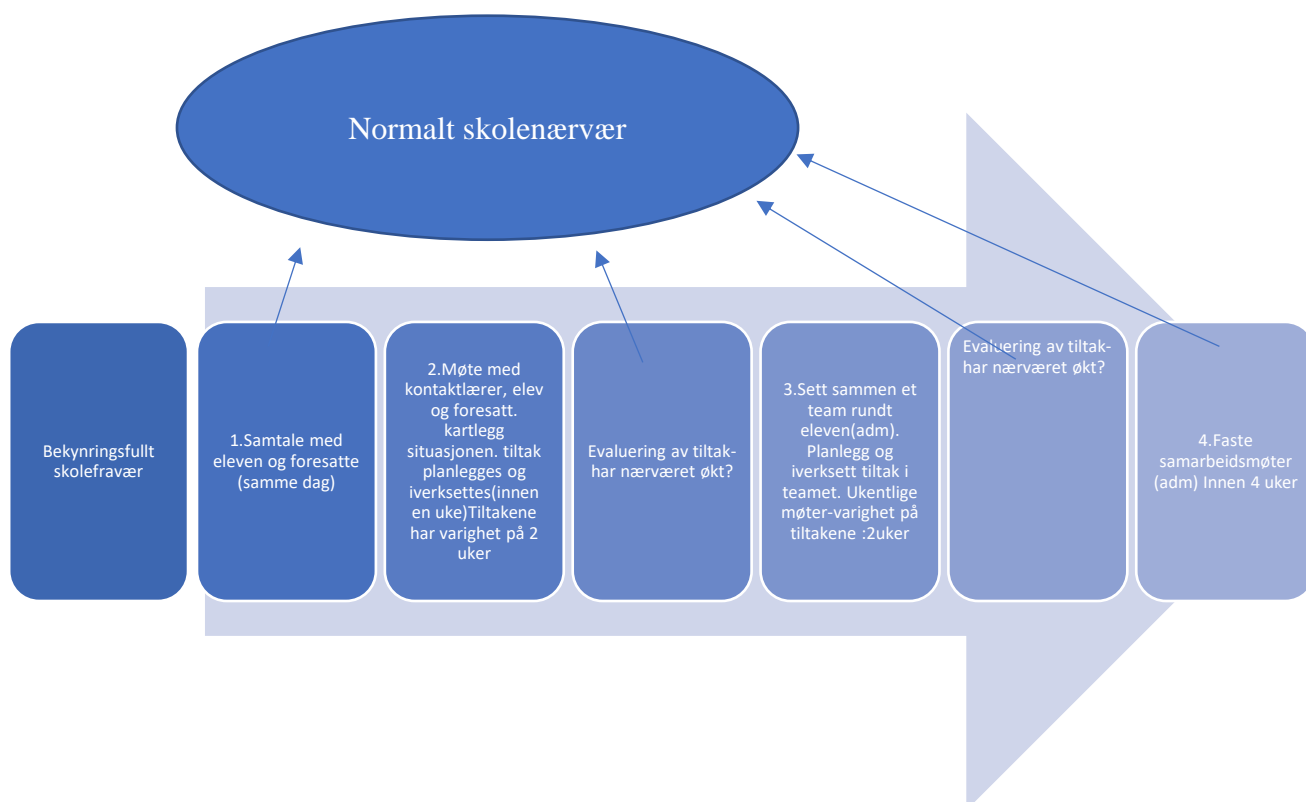 Normalt skolenærvær
Bekynringsfullt
skolefravær
1.Samtale med
eleven og foresatte
(samme dag)
2.Møte med
kontaktlærer, elev
og foresatt.
kartlegg
situasjonen. tiltak
planlegges og
iverksettes(innen
en uke)Tiltakene
har varighet på 2
uker
Evaluering av tiltak-
har nærværet økt?
3.Sett sammen et
team rundt
eleven(adm).
Planlegg og
iverksett tiltak i
teamet. Ukentlige
møter-varighet på
tiltakene :2uker
Evaluering av tiltak-
har nærværet økt?
4.Faste
samarbeidsmøter
(adm) Innen 4 uker